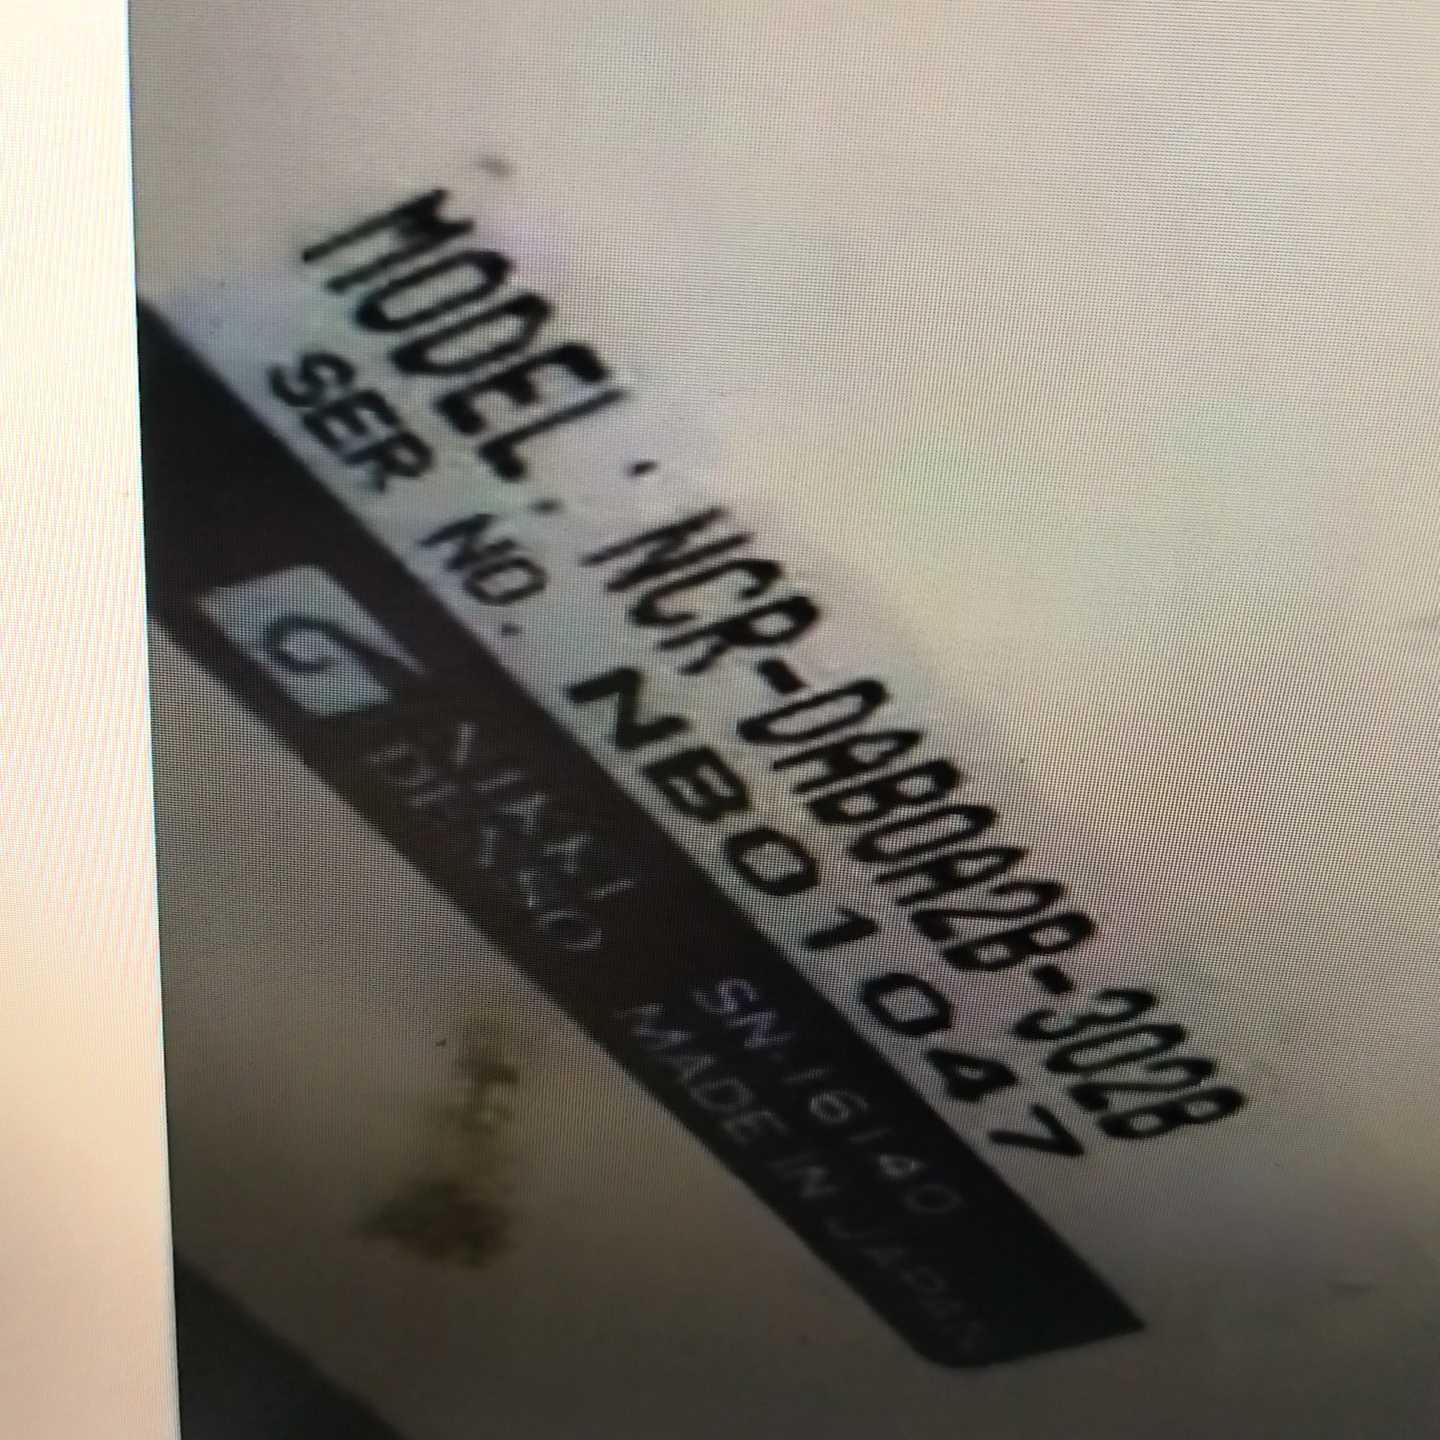 MODEL. NCR-DAB0A2B-302B
SER NO. NB01047
SN-16140
MADE IN JAPAN